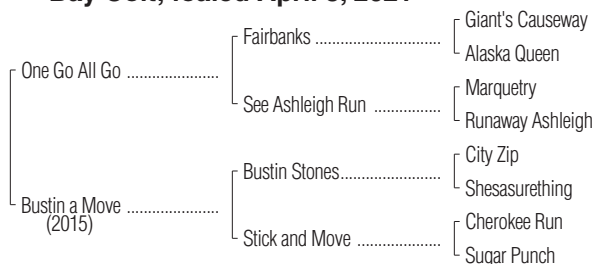 Giant's Causeway
Fairbanks
Alaska Queen
One Go All Go
Marquetry
See Ashleigh Run
Runaway Ashleigh
City Zip
Bustin Stones
Shesasurething
Bustin a Move
(2015)
Cherokee Run
Stick and Move
Sugar Punch